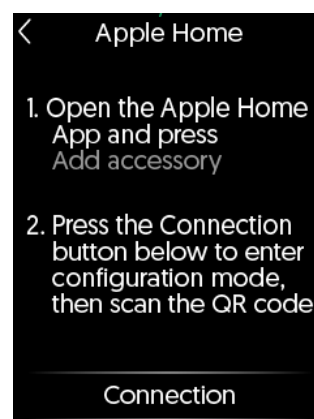 Apple Home
1. Open the Apple Home
App and press
Add accessory
2. Press the Connection
button below to enter
configuration mode,
then scan the QR code
Connection